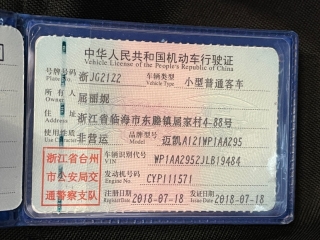 中华人民共和国机动车行驶证
Vehicle License of the People's Republic of China
号牌号码 浙JG21Z2 车辆类型 小型普通客车
Plate No. Vehicle Type
所有人 屈丽妮
Owner
住址 浙江省临海市东塍镇屈家村4-88号
Address
使用性质 非营运 品牌型号 迈凯A121WP1AA295
Use Character Model
浙江省台州
市公安局交
通警察支队
车辆识别代号 WP1AA2952JLB19484
VIN
发动机号码 CYP111571
Engine No.
注册日期 2018-07-18 发证日期 2018-07-18
Register Date Issue Date